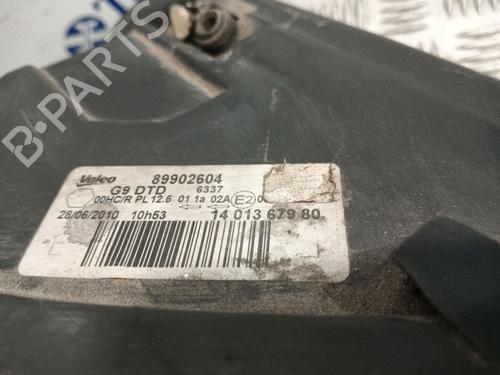 Valeo 89902604
G9 DTD 6337
00HC/R PL 12.5 01 1a 02A E2 0
28/06/2010 10h53 14 013 679 80
B-PARTS